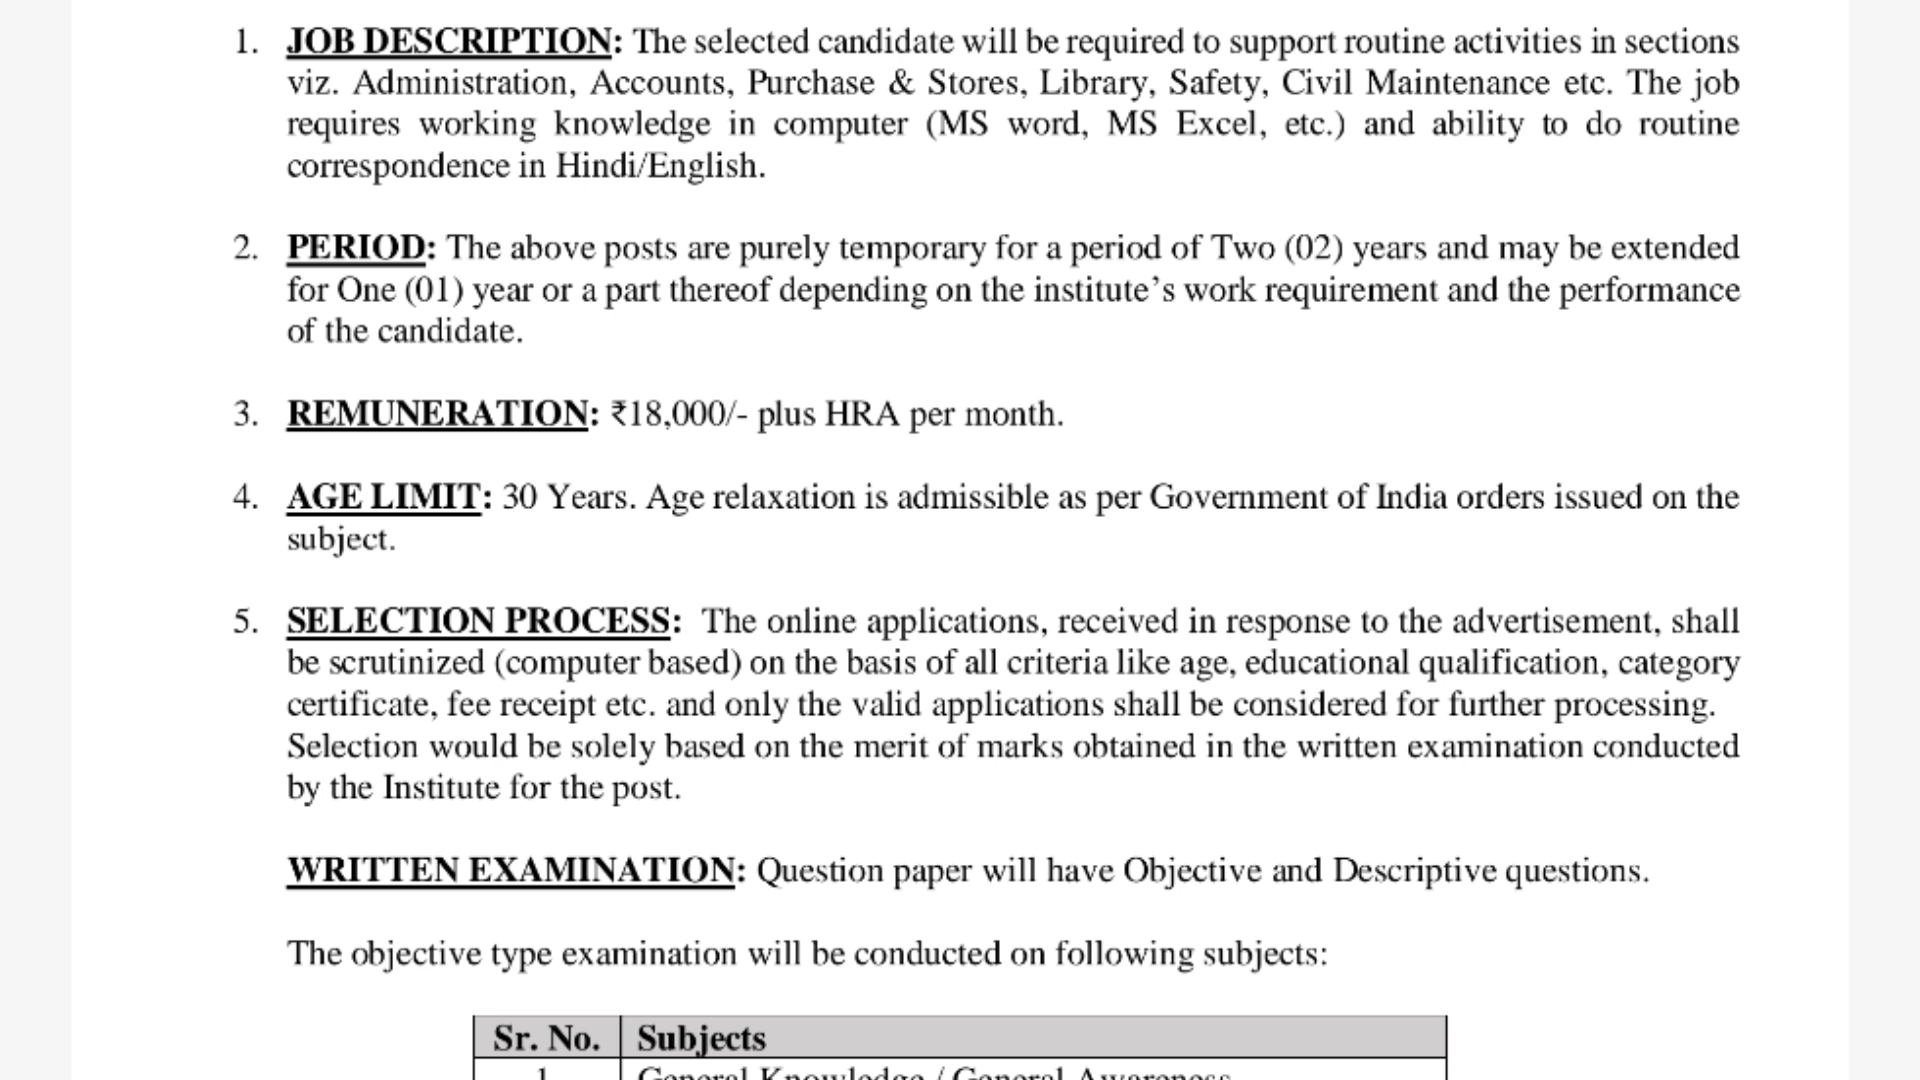 1. JOB DESCRIPTION: The selected candidate will be required to support routine activities in sections
viz. Administration, Accounts, Purchase & Stores, Library, Safety, Civil Maintenance etc. The job
requires working knowledge in computer (MS word, MS Excel, etc.) and ability to do routine
correspondence in Hindi/English.
2. PERIOD: The above posts are purely temporary for a period of Two (02) years and may be extended
for One (01) year or a part thereof depending on the institute’s work requirement and the performance
of the candidate.
3. REMUNERATION: ₹18,000/- plus HRA per month.
4. AGE LIMIT: 30 Years. Age relaxation is admissible as per Government of India orders issued on the
subject.
5. SELECTION PROCESS: The online applications, received in response to the advertisement, shall
be scrutinized (computer based) on the basis of all criteria like age, educational qualification, category
certificate, fee receipt etc. and only the valid applications shall be considered for further processing.
Selection would be solely based on the merit of marks obtained in the written examination conducted
by the Institute for the post.
WRITTEN EXAMINATION: Question paper will have Objective and Descriptive questions.
The objective type examination will be conducted on following subjects:
Sr. No. Subjects
1 General Knowledge / General Awareness